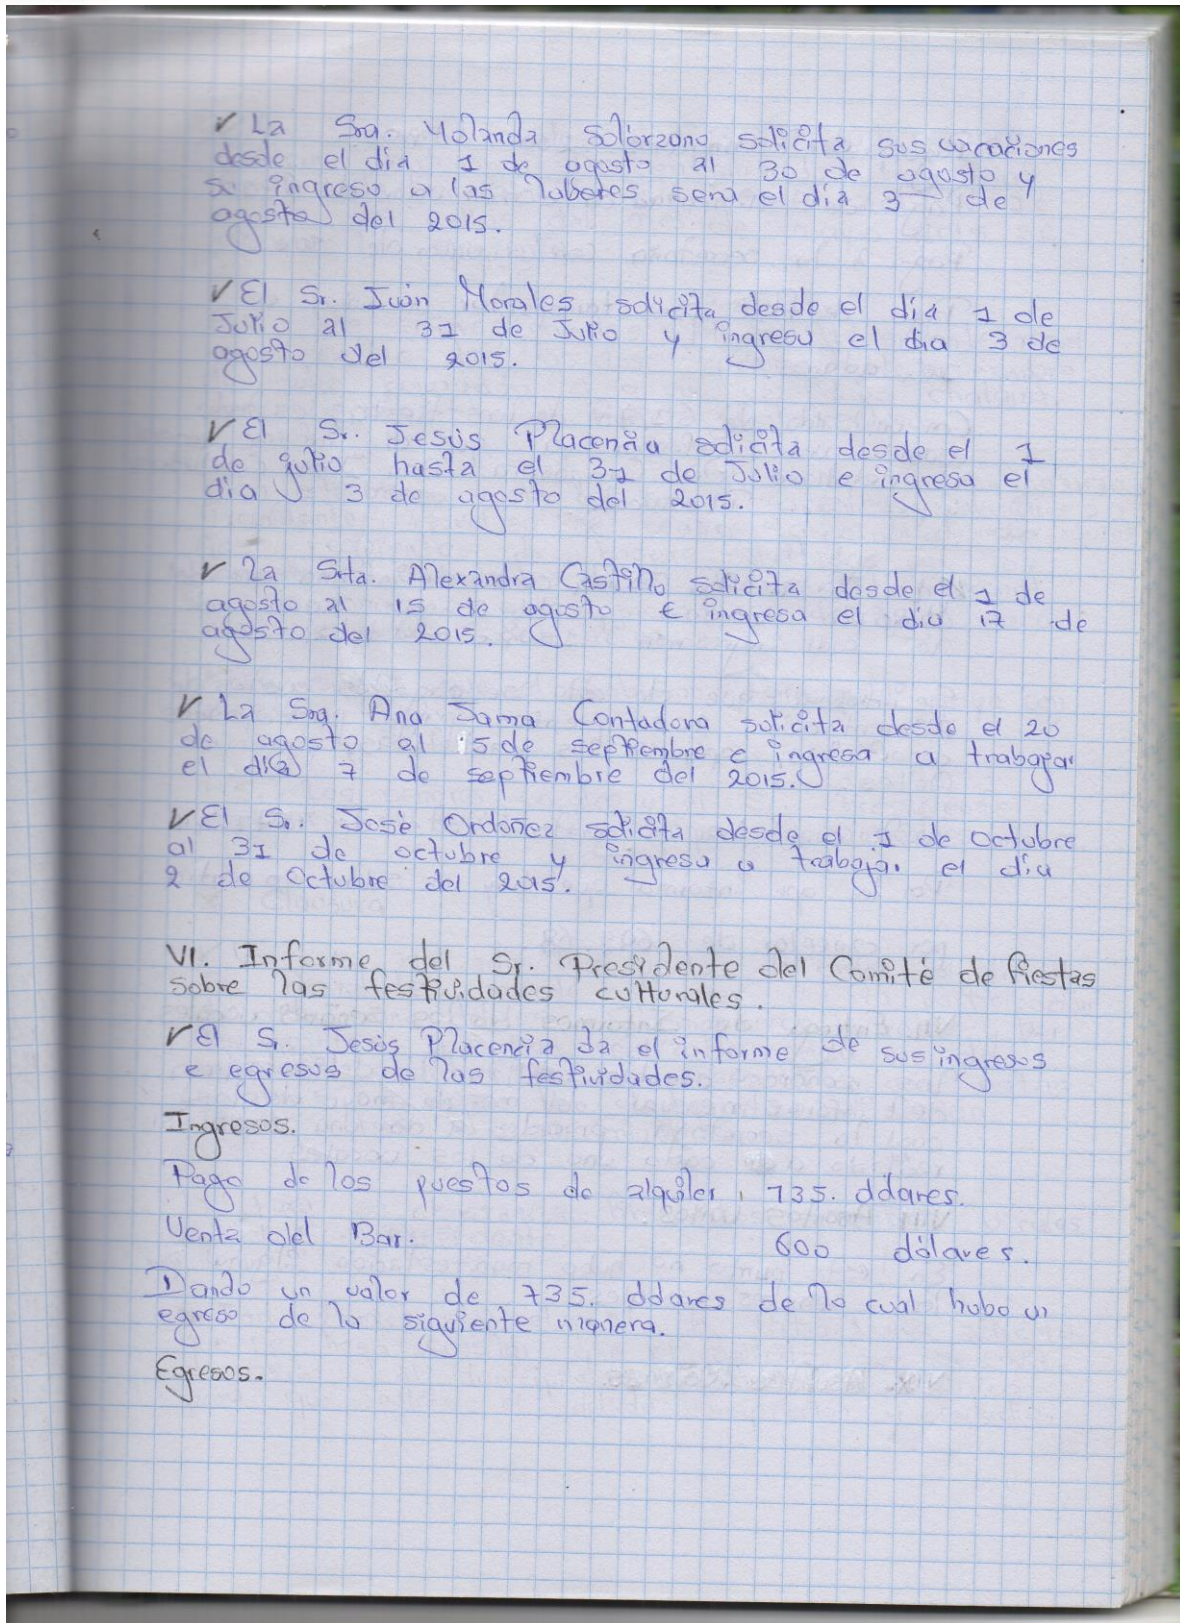 ✓ La Sra. Yolanda Solórzano solicita sus vacaciones
desde el dia 1 de agosto al 30 de agosto y
su ingreso a las labores sera el día 3 de
agosto del 2015.
✓ El Sr. Iván Morales solicita desde el día 1 de
Julio al 31 de Julio y ingresa el dia 3 de
agosto del 2015.
✓ El Sr. Jesús Placencia solicita desde el 1
de julio hasta el 31 de Julio e ingresa el
dia 3 de agosto del 2015.
✓ La Srta. Alexandra Castillo solicita desde el 1 de
agosto al 15 de agosto e ingresa el dia 17 de
agosto del 2015.
✓ La Sra. Ana Jama Contadora solicita desde el 20
de agosto al 5 de septiembre e ingresa a trabajar
el día 7 de septiembre del 2015.
✓ El Sr. José Ordoñez solicita desde el 1 de octubre
al 31 de octubre y ingresa a trabajar el día
2 de Octubre del 2015.
VI. Informe del Sr. Presidente del Comité de fiestas
sobre las festividades culturales.
✓ El Sr. Jesús Placencia da el informe de sus ingresos
e egresos de las festividades.
Ingresos.
Pago de los puestos de alquiler, 735. dólares.
Venta del Bar. 600 dólares.
Dando un valor de 735. dólares de lo cual hubo un
egreso de la siguiente manera.
Egresos.